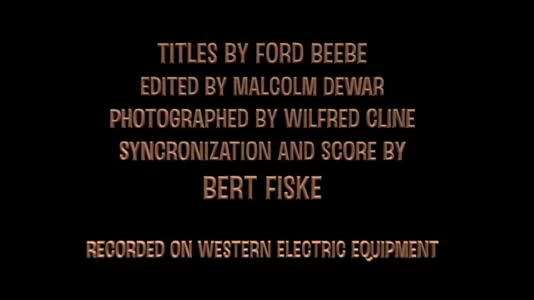 TITLES BY FORD BEEBE
EDITED BY MALCOLM DEWAR
PHOTOGRAPHED BY WILFRED CLINE
SYNCRONIZATION AND SCORE BY
BERT FISKE
RECORDED ON WESTERN ELECTRIC EQUIPMENT